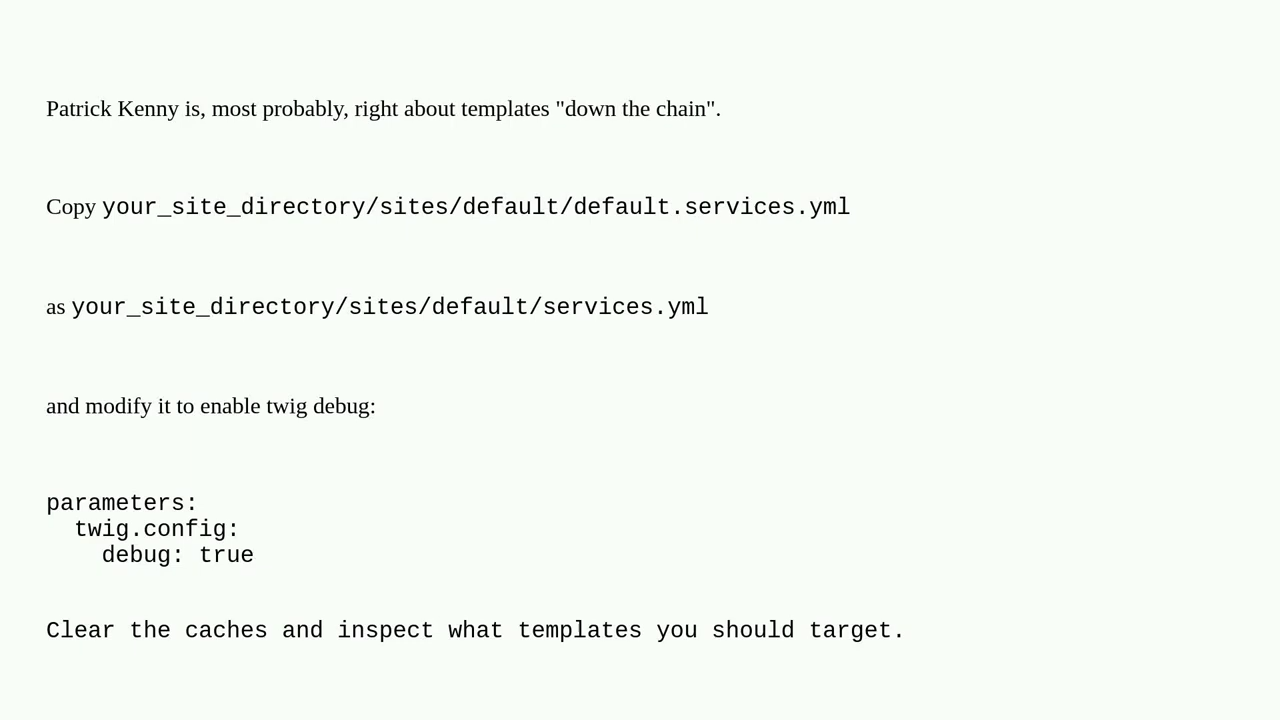 Patrick Kenny is, most probably, right about templates "down the chain".
Copy your_site_directory/sites/default/default.services.yml
as your_site_directory/sites/default/services.yml
and modify it to enable twig debug:
parameters:
  twig.config:
    debug: true
Clear the caches and inspect what templates you should target.